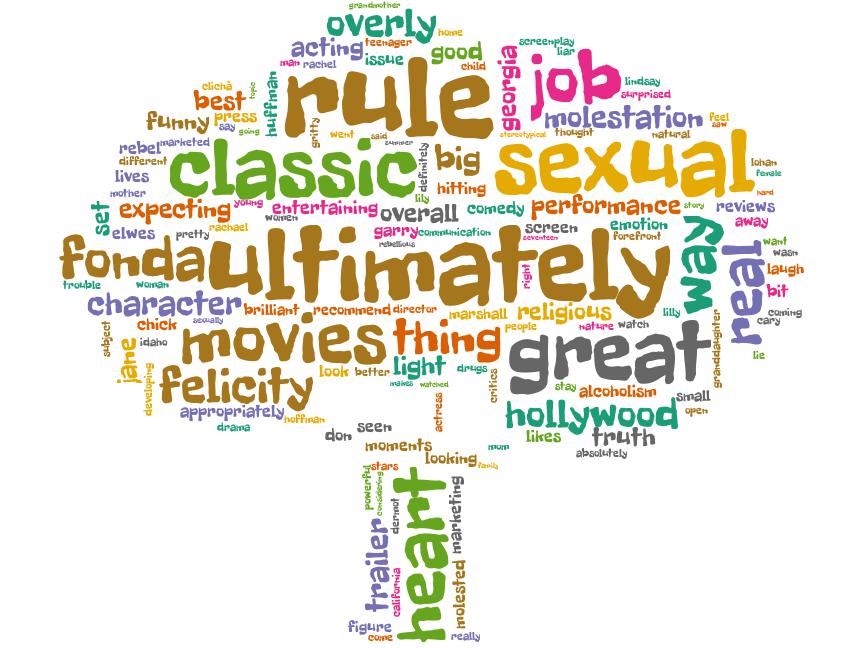 grandmother
overly
home
acting
teenager
good
screenplay
liar
man
rachel
issue
child
rule
georgia
job
lindsay
surprised
clichã
topic
best
huffman
funny
press
say
going
gritty
went
said
summer
molestation
feel
saw
stereotypical
thought
natural
rebel
marketed
different
lives
mother
classic
definitely
big
hitting
lily
sexual
lohan
female
hard
set
expecting
young
women
entertaining
overall
comedy
performance
story
reviews
away
elwes
pretty
rachael
garry
communication
rebellious
screen
seventeen
emotion
forefront
fonda
ultimately
right
way
lead
want
wasn
laugh
bit
trouble
woman
character
brilliant
recommend
director
marshall
religious
lilly
coming
cary
lie
subject
chick
idaho
sexually
movies
thing
people
nature
watch
great
granddaughter
jane
developing
felicity
look
better
light
makes
watched
drugs
critics
stay
alcoholism
small
open
appropriately
hoffman
drama
actress
hollywood
likes
truth
absolutely
don
seen
moments
mom
looking
family
stars
powerful
considering
dermot
heart
marketing
trailer
california
molested
figure
come
really